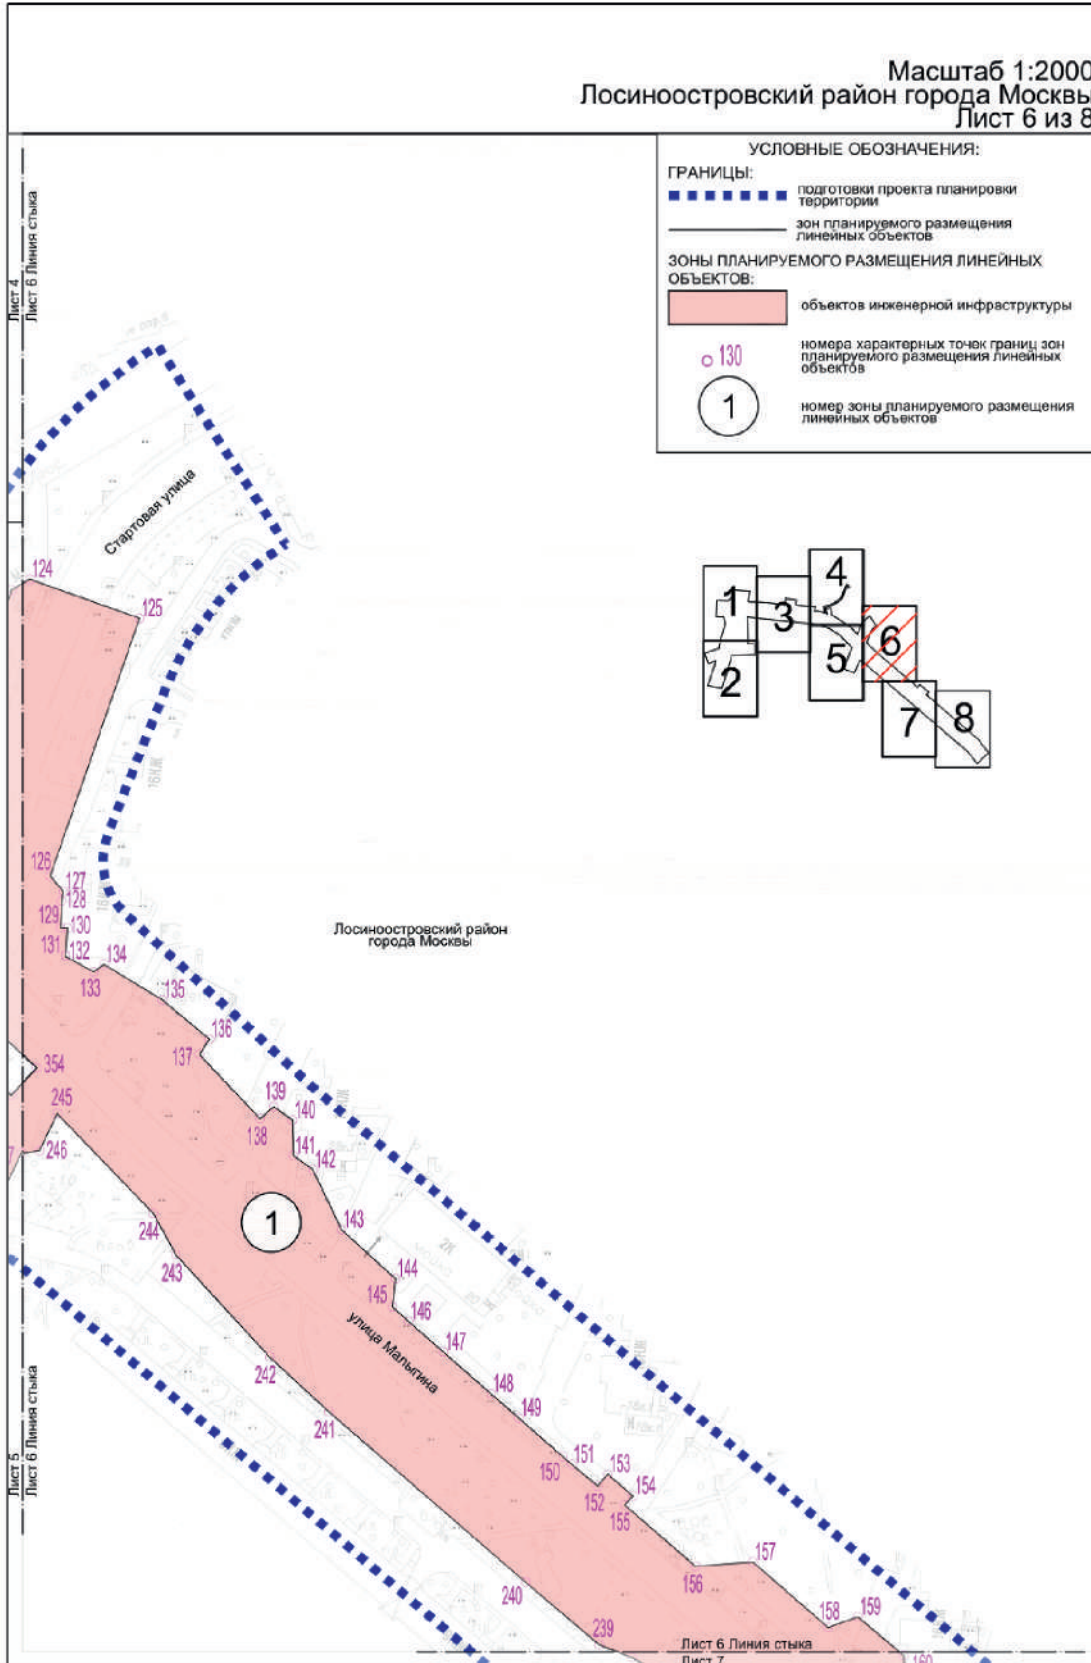 Масштаб 1:2000
Лосиноостровский район города Москвы
Лист 6 из 8
УСЛОВНЫЕ ОБОЗНАЧЕНИЯ:
ГРАНИЦЫ:
подготовки проекта планировки
территории
зон планируемого размещения
линейных объектов
ЗОНЫ ПЛАНИРУЕМОГО РАЗМЕЩЕНИЯ ЛИНЕЙНЫХ
ОБЪЕКТОВ:
объектов инженерной инфраструктуры
130
номера характерных точек границ зон
планируемого размещения линейных
объектов
1
номер зоны планируемого размещения
линейных объектов
Лист 4
Лист 6 Линия стыка
Стартовая улица
1
2
3
4
5
6
7
8
124
125
126
127
128
129
130
131
132
133
134
135
136
137
16КЖ
Лосиноостровский район
города Москвы
354
245
246
7
138
139
140
141
142
143
144
145
146
147
148
149
150
151
152
153
154
155
156
157
158
159
160
1
244
243
242
241
240
239
улица Малыгина
Лист 5
Лист 6 Линия стыка
Лист 6 Линия стыка
Лист 7